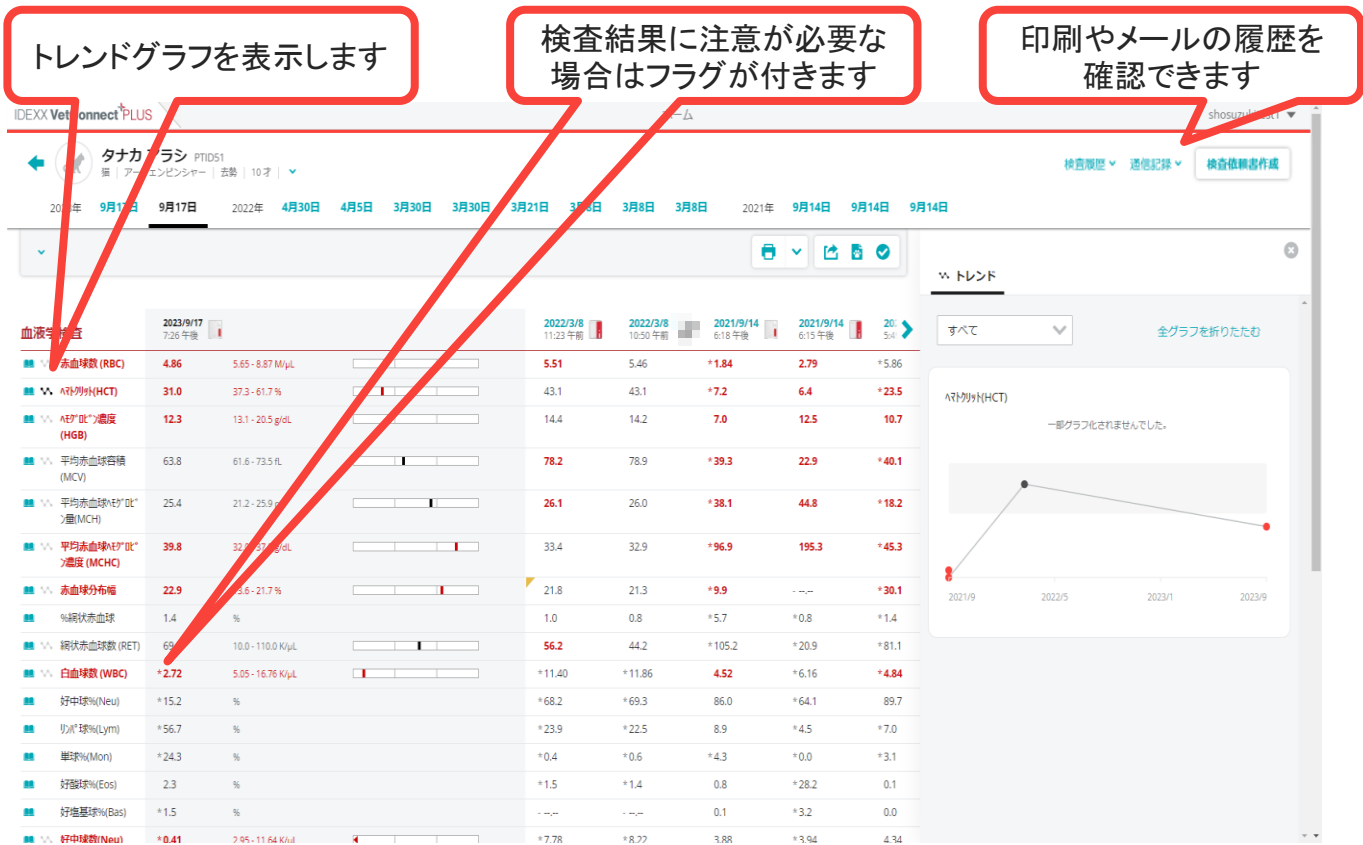 トレンドグラフを表示します
検査結果に注意が必要な
場合はフラグが付きます
印刷やメールの履歴を
確認できます
IDEXX VetConnect PLUS
タナカ アラシ PTID51
猫 去勢 10才
検査履歴 通信記録 検査依頼書作成
9月17日 9月17日 2022年 4月30日 4月5日 3月30日 3月30日 3月21日 3月8日 3月8日 2021年 9月14日 9月14日 9月14日
トレンド
すべて 全グラフを折りたたむ
2023/9/17 2022/3/8 2022/3/8 2021/9/14 2021/9/14
7:26 午後 11:23 午前 10:50 午前 6:18 午後 6:15 午後
赤血球数 (RBC) 4.86 5.65 - 8.87 M/µL 5.51 5.46 *1.84 2.79 *5.86
ﾍﾏﾄｸﾘｯﾄ(HCT) 31.0 37.3 - 61.7 % 43.1 43.1 *7.2 6.4 *23.5
ﾍﾓｸﾞﾛﾋﾞﾝ濃度 12.3 13.1 - 20.5 g/dL 14.4 14.2 7.0 12.5 10.7
(HGB)
平均赤血球容積 63.8 61.6 - 73.5 fL 78.2 78.9 *39.3 22.9 *40.1
(MCV)
平均赤血球ﾍﾓｸﾞﾛﾋﾞ 25.4 21.2 - 25.9 26.1 26.0 *38.1 44.8 *18.2
ﾝ量(MCH)
平均赤血球ﾍﾓｸﾞﾛﾋﾞ 39.8 33.4 32.9 *96.9 195.3 *45.3
ﾝ濃度 (MCHC)
赤血球分布幅 22.9 21.7 % 21.8 21.3 *9.9 - --.-- *30.1
%網状赤血球 1.4 % 1.0 0.8 *5.7 *0.8 *1.4
網状赤血球数 (RET) 10.0 - 110.0 K/µL 56.2 44.2 *105.2 *20.9 *81.1
白血球数 (WBC) *2.72 5.05 - 16.76 K/µL *11.40 *11.86 4.52 *6.16 *4.84
好中球%(Neu) *15.2 % *68.2 *69.3 86.0 *64.1 89.7
ﾘﾝﾊﾟ球%(Lym) *56.7 % *23.9 *22.5 8.9 *4.5 *7.0
単球%(Mon) *24.3 % *0.4 *0.6 *4.3 *0.0 *3.1
好酸球%(Eos) 2.3 % *1.5 *1.4 0.8 *28.2 0.1
好塩基球%(Bas) *1.5 % - --.-- - --.-- 0.1 *3.2 0.0
好中球数(Neu) *0.41 2.95 - 11.64 K/µL *7.78 *8.22 3.88 *3.94 4.34
ﾍﾏﾄｸﾘｯﾄ(HCT)
一部グラフ化されませんでした。
2021/9 2022/5 2023/1 2023/9